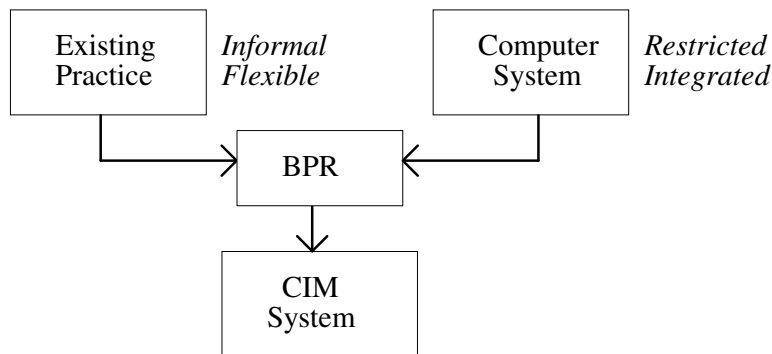 Existing
Practice
Informal
Flexible
Computer
System
Restricted
Integrated
BPR
CIM
System